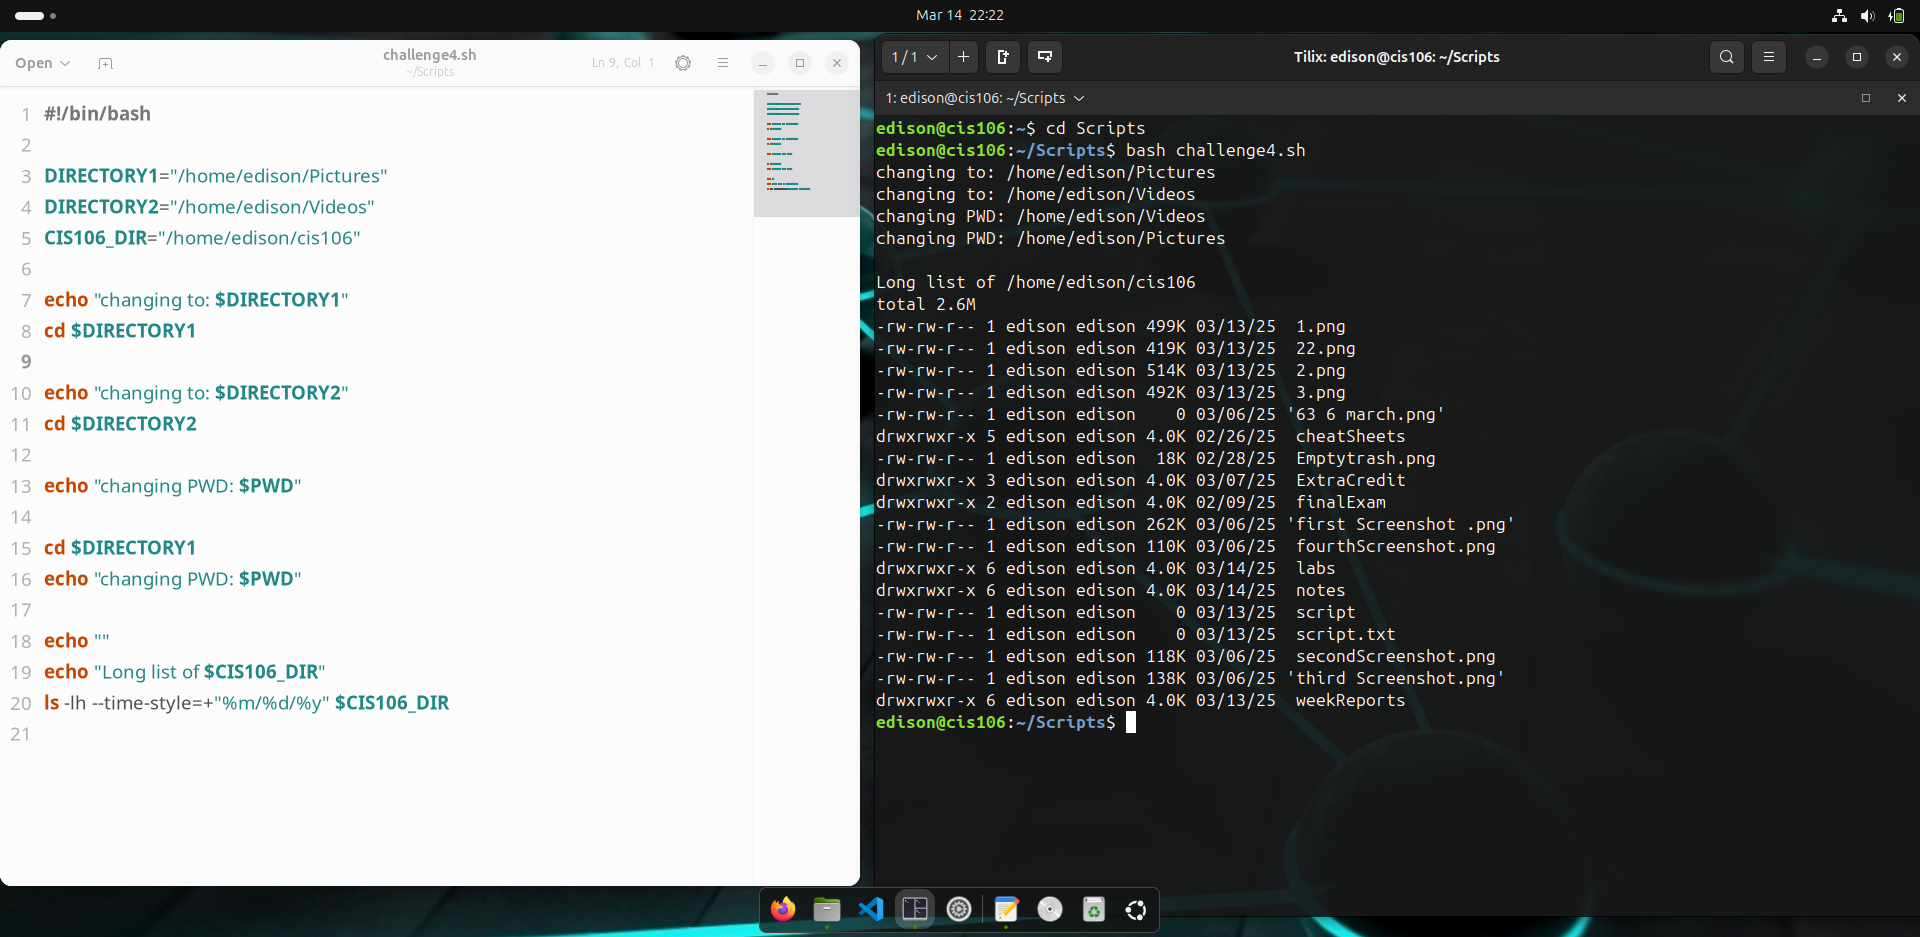 Mar 14 22:22
Open
challenge4.sh
~/Scripts
Ln 9, Col 1
1 #!/bin/bash
2
3 DIRECTORY1="/home/edison/Pictures"
4 DIRECTORY2="/home/edison/Videos"
5 CIS106_DIR="/home/edison/cis106"
6
7 echo "changing to: $DIRECTORY1"
8 cd $DIRECTORY1
9
10 echo "changing to: $DIRECTORY2"
11 cd $DIRECTORY2
12
13 echo "changing PWD: $PWD"
14
15 cd $DIRECTORY1
16 echo "changing PWD: $PWD"
17
18 echo ""
19 echo "Long list of $CIS106_DIR"
20 ls -lh --time-style=+"%m/%d/%y" $CIS106_DIR
21
1 / 1
Tilix: edison@cis106: ~/Scripts
1: edison@cis106: ~/Scripts
edison@cis106:~$ cd Scripts
edison@cis106:~/Scripts$ bash challenge4.sh
changing to: /home/edison/Pictures
changing to: /home/edison/Videos
changing PWD: /home/edison/Videos
changing PWD: /home/edison/Pictures

Long list of /home/edison/cis106
total 2.6M
-rw-rw-r-- 1 edison edison 499K 03/13/25  1.png
-rw-rw-r-- 1 edison edison 419K 03/13/25  22.png
-rw-rw-r-- 1 edison edison 514K 03/13/25  2.png
-rw-rw-r-- 1 edison edison 492K 03/13/25  3.png
-rw-rw-r-- 1 edison edison    0 03/06/25 '63 6 march.png'
drwxrwxr-x 5 edison edison 4.0K 02/26/25  cheatSheets
-rw-rw-r-- 1 edison edison  18K 02/28/25  Emptytrash.png
drwxrwxr-x 3 edison edison 4.0K 03/07/25  ExtraCredit
drwxrwxr-x 2 edison edison 4.0K 02/09/25  finalExam
-rw-rw-r-- 1 edison edison 262K 03/06/25 'first Screenshot .png'
-rw-rw-r-- 1 edison edison 110K 03/06/25  fourthScreenshot.png
drwxrwxr-x 6 edison edison 4.0K 03/14/25  labs
drwxrwxr-x 6 edison edison 4.0K 03/14/25  notes
-rw-rw-r-- 1 edison edison    0 03/13/25  script
-rw-rw-r-- 1 edison edison    0 03/13/25  script.txt
-rw-rw-r-- 1 edison edison 118K 03/06/25  secondScreenshot.png
-rw-rw-r-- 1 edison edison 138K 03/06/25 'third Screenshot.png'
drwxrwxr-x 6 edison edison 4.0K 03/13/25  weekReports
edison@cis106:~/Scripts$